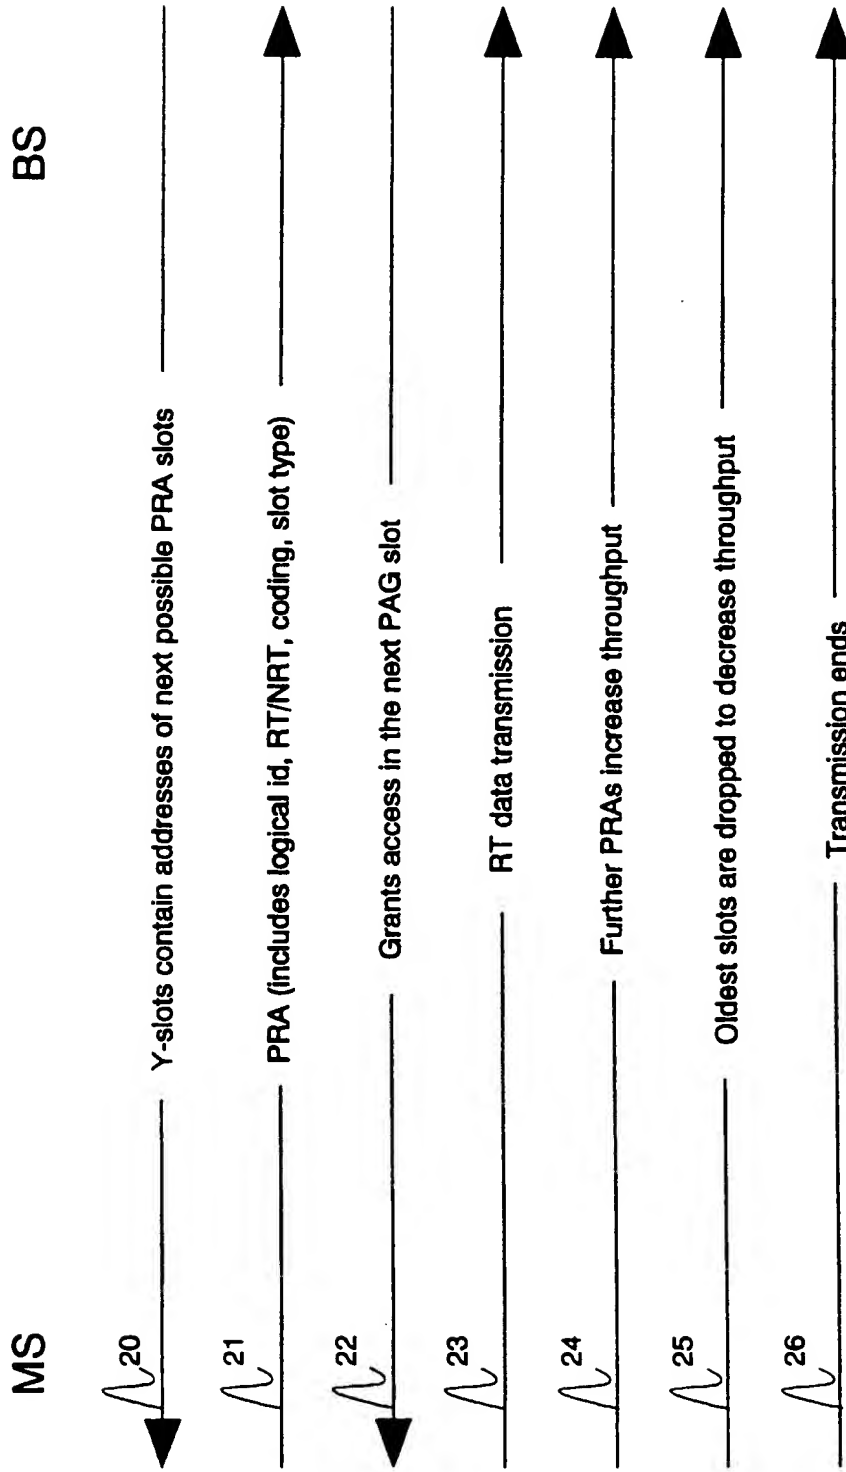 MS BS
20 Y-slots contain addresses of next possible PRA slots
21 PRA (includes logical id, RT/NRT, coding, slot type)
22 Grants access in the next PAG slot
23 RT data transmission
24 Further PRAs increase throughput
25 Oldest slots are dropped to decrease throughput
26 Transmission ends